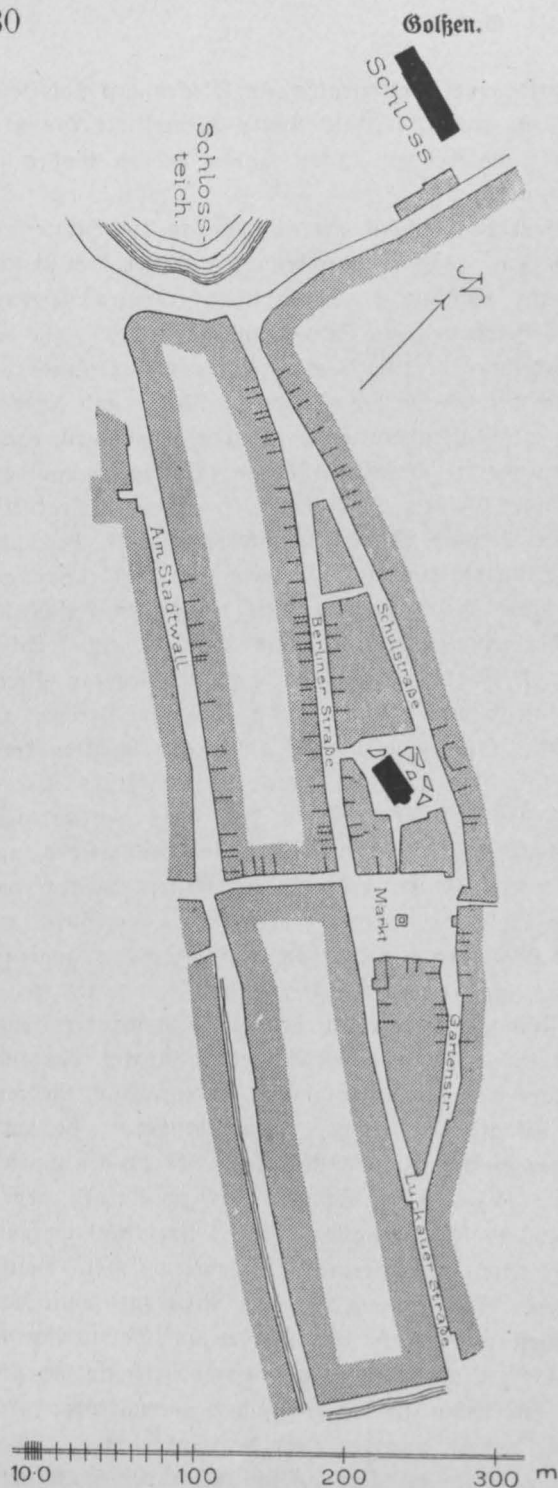 30
Golßen.
Schloss
Schloss-
teich.
N
Am Stadtwall
Berliner Straße
Schulstraße
Markt
Gartenstr.
Luckauer Straße
10·0 100 200 300 m